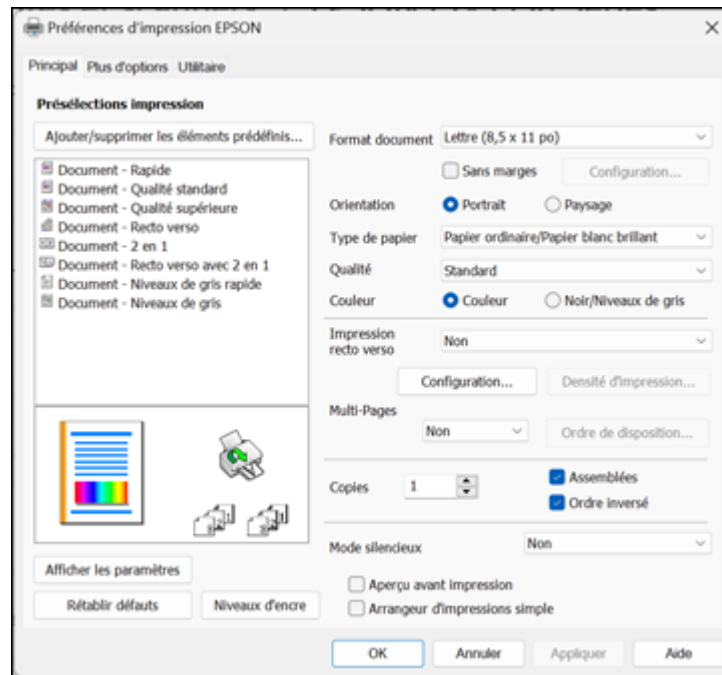 Préférences d'impression EPSON
Principal Plus d'options Utilitaire
Présélections impression
Ajouter/supprimer les éléments prédéfinis...
Document - Rapide
Document - Qualité standard
Document - Qualité supérieure
Document - Recto verso
Document - 2 en 1
Document - Recto verso avec 2 en 1
Document - Niveaux de gris rapide
Document - Niveaux de gris
Afficher les paramètres
Rétablir défauts Niveaux d'encre
Format document Lettre (8,5 x 11 po)
Sans marges Configuration...
Orientation Portrait Paysage
Type de papier Papier ordinaire/Papier blanc brillant
Qualité Standard
Couleur Couleur Noir/Niveaux de gris
Impression
recto verso Non
Configuration... Densité d'impression...
Multi-Pages
Non Ordre de disposition...
Copies 1 Assemblées
Ordre inversé
Mode silencieux Non
Aperçu avant impression
Arrangeur d'impressions simple
OK Annuler Appliquer Aide